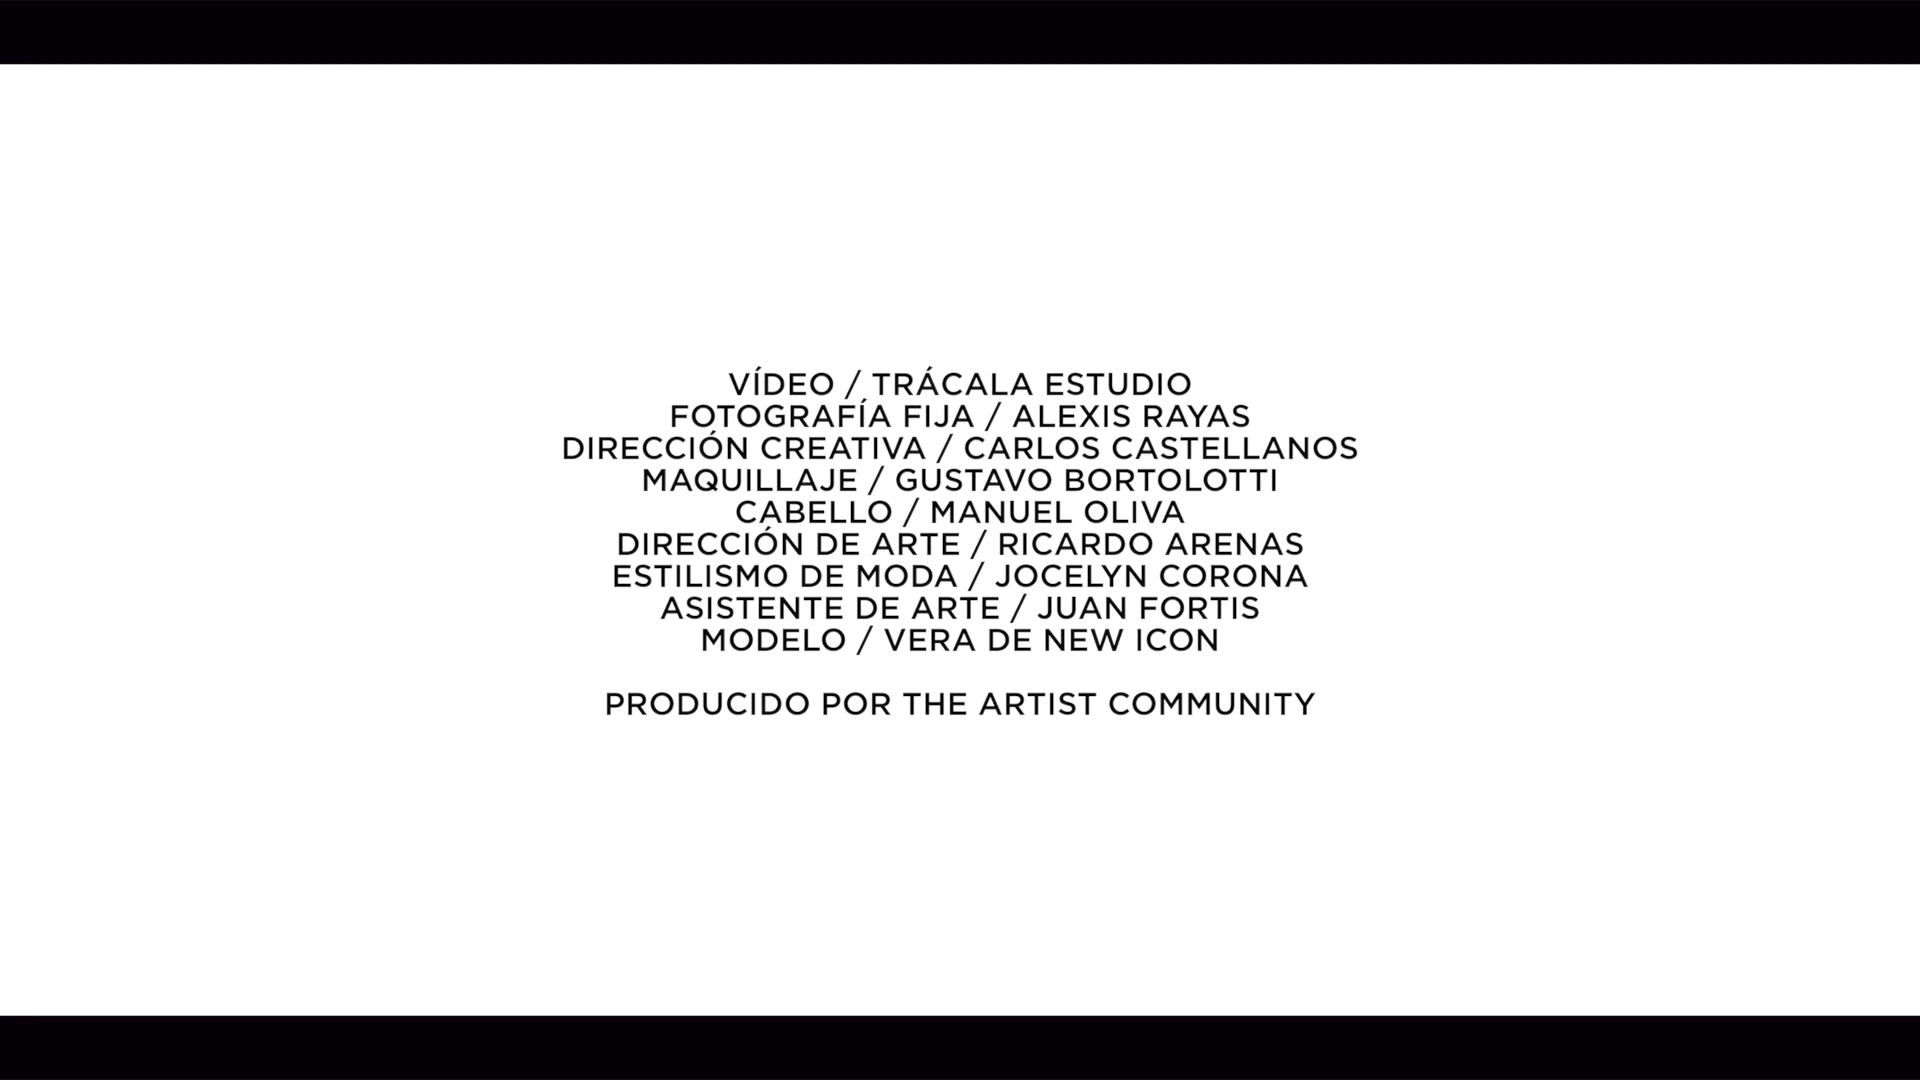 VÍDEO / TRÁCALA ESTUDIO
FOTOGRAFÍA FIJA / ALEXIS RAYAS
DIRECCIÓN CREATIVA / CARLOS CASTELLANOS
MAQUILLAJE / GUSTAVO BORTOLOTTI
CABELLO / MANUEL OLIVA
DIRECCIÓN DE ARTE / RICARDO ARENAS
ESTILISMO DE MODA / JOCELYN CORONA
ASISTENTE DE ARTE / JUAN FORTIS
MODELO / VERA DE NEW ICON
PRODUCIDO POR THE ARTIST COMMUNITY